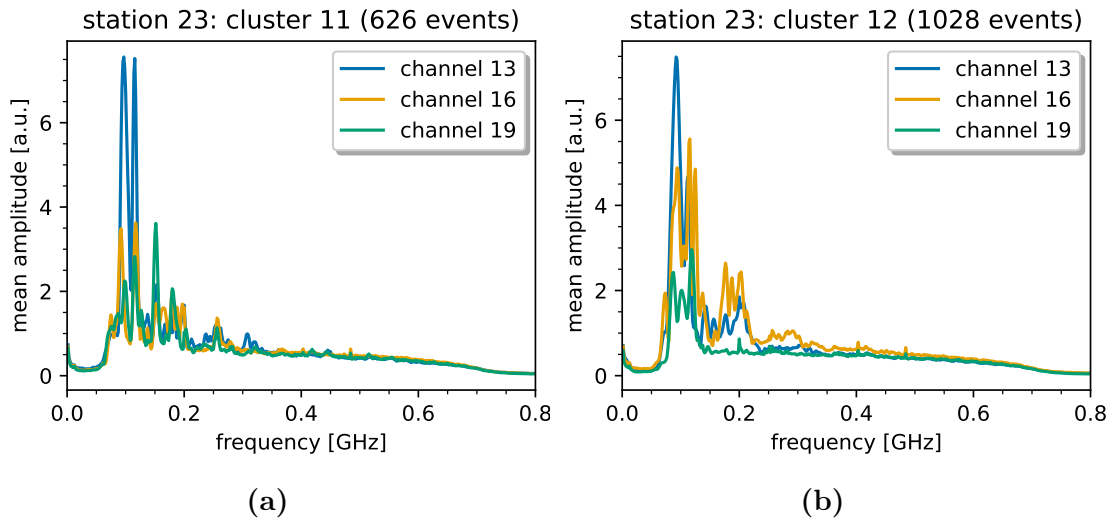 station 23: cluster 11 (626 events)
channel 13
channel 16
channel 19
mean amplitude [a.u.]
6
4
2
0
0.0 0.2 0.4 0.6 0.8
frequency [GHz]
(a)
station 23: cluster 12 (1028 events)
channel 13
channel 16
channel 19
mean amplitude [a.u.]
6
4
2
0
0.0 0.2 0.4 0.6 0.8
frequency [GHz]
(b)